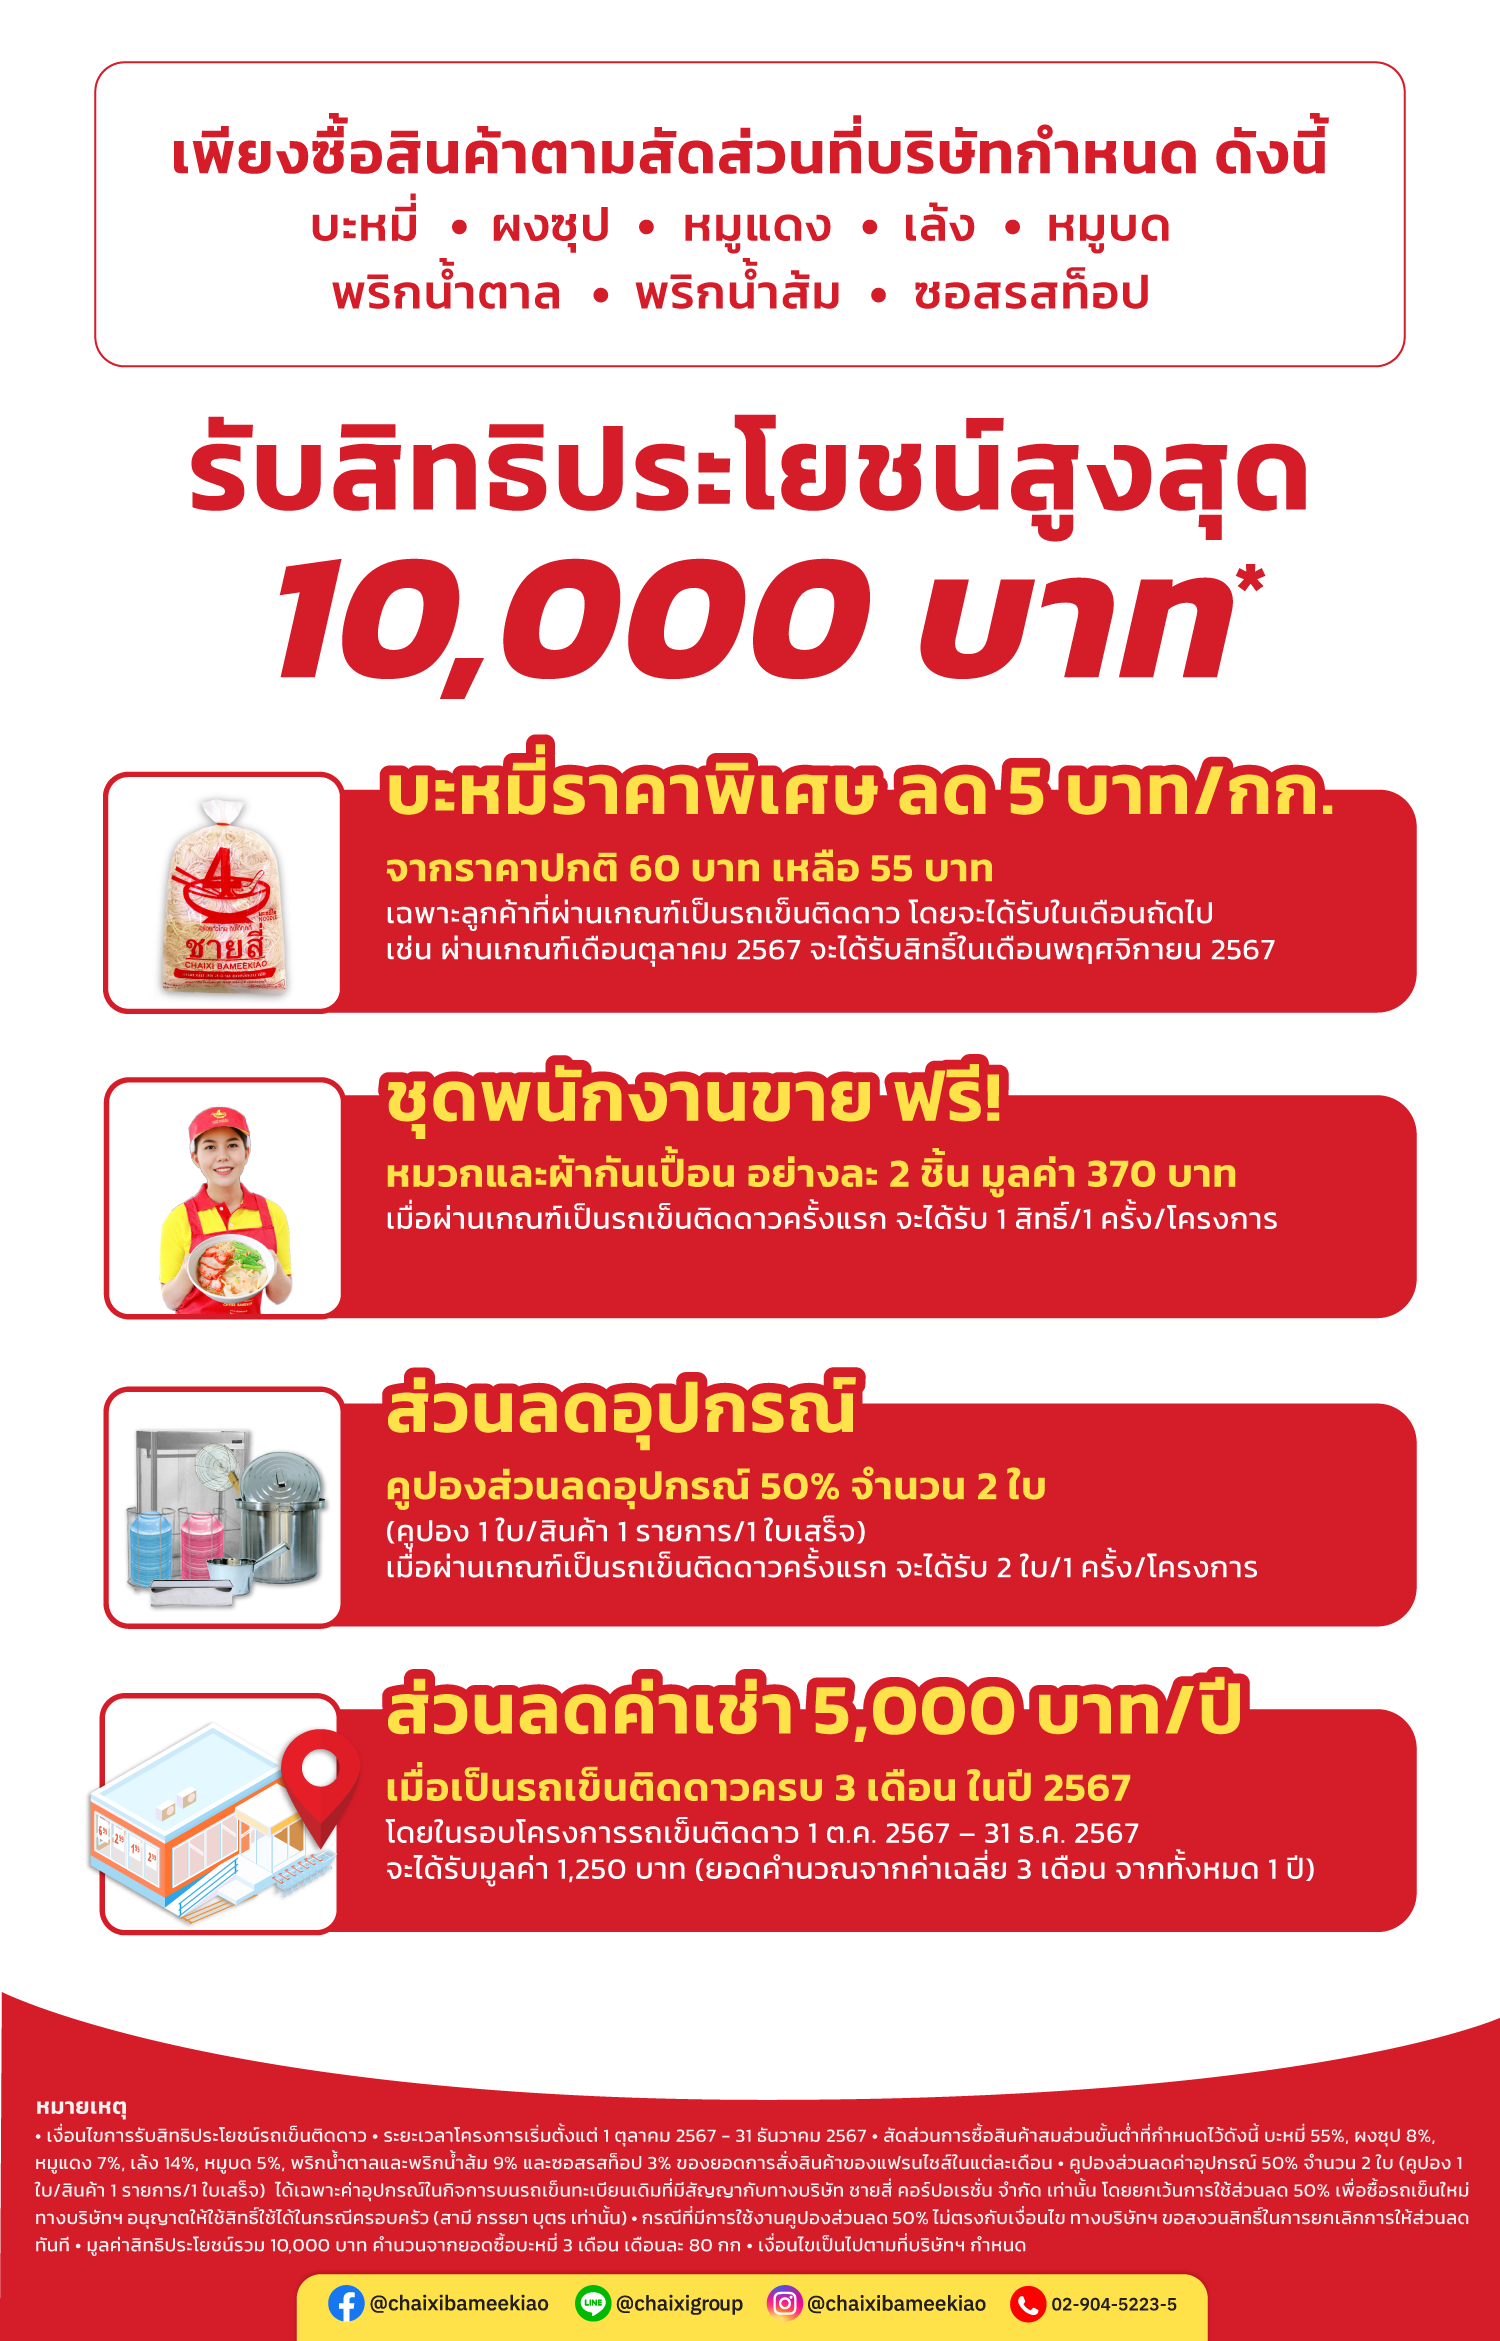 เพียงซื้อสินค้าตามสัดส่วนที่บริษัทกำหนด ดังนี้
บะหมี่ • ผงซุป • หมูแดง • เล้ง • หมูบด
พริกน้ำตาล • พริกน้ำส้ม • ซอสรสท็อป
รับสิทธิประโยชน์สูงสุด
10,000 บาท*
บะหมี่ราคาพิเศษ ลด 5 บาท/กก.
จากราคาปกติ 60 บาท เหลือ 55 บาท
เฉพาะลูกค้าที่ผ่านเกณฑ์เป็นรถเข็นติดดาว โดยจะได้รับในเดือนถัดไป
เช่น ผ่านเกณฑ์เดือนตุลาคม 2567 จะได้รับสิทธิ์ในเดือนพฤศจิกายน 2567
4
ชายสี่
CHAIXI BAMEEKIAO
ชุดพนักงานขาย ฟรี!
หมวกและผ้ากันเปื้อน อย่างละ 2 ชิ้น มูลค่า 370 บาท
เมื่อผ่านเกณฑ์เป็นรถเข็นติดดาวครั้งแรก จะได้รับ 1 สิทธิ์/1 ครั้ง/โครงการ
ส่วนลดอุปกรณ์
คูปองส่วนลดอุปกรณ์ 50% จำนวน 2 ใบ
(คูปอง 1 ใบ/สินค้า 1 รายการ/1 ใบเสร็จ)
เมื่อผ่านเกณฑ์เป็นรถเข็นติดดาวครั้งแรก จะได้รับ 2 ใบ/1 ครั้ง/โครงการ
ส่วนลดค่าเช่า 5,000 บาท/ปี
เมื่อเป็นรถเข็นติดดาวครบ 3 เดือน ในปี 2567
โดยในรอบโครงการรถเข็นติดดาว 1 ต.ค. 2567 – 31 ธ.ค. 2567
จะได้รับมูลค่า 1,250 บาท (ยอดคำนวณจากค่าเฉลี่ย 3 เดือน จากทั้งหมด 1 ปี)
หมายเหตุ
• เงื่อนไขการรับสิทธิประโยชน์รถเข็นติดดาว • ระยะเวลาโครงการเริ่มตั้งแต่ 1 ตุลาคม 2567 - 31 ธันวาคม 2567 • สัดส่วนการซื้อสินค้าสมส่วนขั้นต่ำที่กำหนดไว้ดังนี้ บะหมี่ 55%, ผงซุป 8%,
หมูแดง 7%, เล้ง 14%, หมูบด 5%, พริกน้ำตาลและพริกน้ำส้ม 9% และซอสรสท็อป 3% ของยอดการสั่งสินค้าของแฟรนไชส์ในแต่ละเดือน • คูปองส่วนลดค่าอุปกรณ์ 50% จำนวน 2 ใบ (คูปอง 1
ใบ/สินค้า 1 รายการ/1 ใบเสร็จ) ได้เฉพาะค่าอุปกรณ์ในกิจการบนรถเข็นทะเบียนเดิมที่มีสัญญากับทางบริษัท ชายสี่ คอร์ปอเรชั่น จำกัด เท่านั้น โดยยกเว้นการใช้ส่วนลด 50% เพื่อซื้อรถเข็นใหม่
ทางบริษัทฯ อนุญาตให้ใช้สิทธิ์ใช้ได้ในกรณีครอบครัว (สามี ภรรยา บุตร เท่านั้น) • กรณีที่มีการใช้งานคูปองส่วนลด 50% ไม่ตรงกับเงื่อนไข ทางบริษัทฯ ขอสงวนสิทธิ์ในการยกเลิกการให้ส่วนลด
ทันที • มูลค่าสิทธิประโยชน์รวม 10,000 บาท คำนวนจากยอดซื้อบะหมี่ 3 เดือน เดือนละ 80 กก • เงื่อนไขเป็นไปตามที่บริษัทฯ กำหนด
@chaixibameekiao LINE @chaixigroup @chaixibameekiao 02-904-5223-5